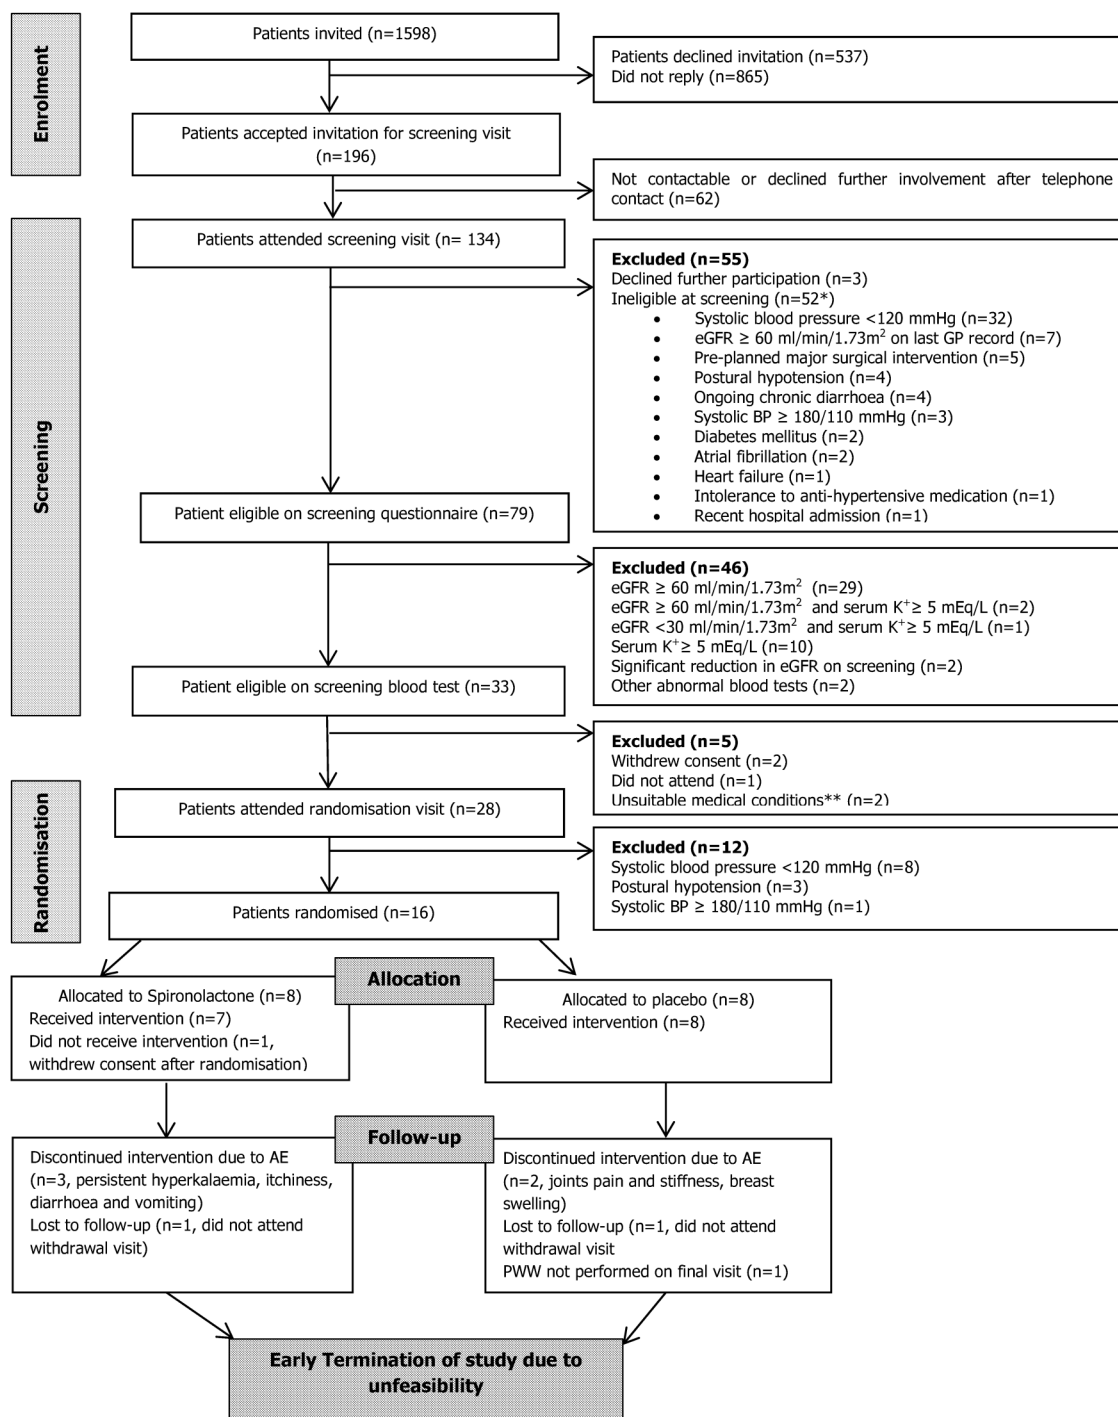 Enrolment
Patients invited (n=1598)
Patients declined invitation (n=537)
Did not reply (n=865)
Patients accepted invitation for screening visit
(n=196)
Not contactable or declined further involvement after telephone
contact (n=62)
Screening
Patients attended screening visit (n= 134)
Excluded (n=55)
Declined further participation (n=3)
Ineligible at screening (n=52*)
• Systolic blood pressure <120 mmHg (n=32)
• eGFR ≥ 60 ml/min/1.73m² on last GP record (n=7)
• Pre-planned major surgical intervention (n=5)
• Postural hypotension (n=4)
• Ongoing chronic diarrhoea (n=4)
• Systolic BP ≥ 180/110 mmHg (n=3)
• Diabetes mellitus (n=2)
• Atrial fibrillation (n=2)
• Heart failure (n=1)
• Intolerance to anti-hypertensive medication (n=1)
• Recent hospital admission (n=1)
Patient eligible on screening questionnaire (n=79)
Excluded (n=46)
eGFR ≥ 60 ml/min/1.73m² (n=29)
eGFR ≥ 60 ml/min/1.73m² and serum K⁺≥ 5 mEq/L (n=2)
eGFR <30 ml/min/1.73m² and serum K⁺≥ 5 mEq/L (n=1)
Serum K⁺≥ 5 mEq/L (n=10)
Significant reduction in eGFR on screening (n=2)
Other abnormal blood tests (n=2)
Patient eligible on screening blood test (n=33)
Excluded (n=5)
Withdrew consent (n=2)
Did not attend (n=1)
Unsuitable medical conditions** (n=2)
Randomisation
Patients attended randomisation visit (n=28)
Excluded (n=12)
Systolic blood pressure <120 mmHg (n=8)
Postural hypotension (n=3)
Systolic BP ≥ 180/110 mmHg (n=1)
Patients randomised (n=16)
Allocation
Allocated to Spironolactone (n=8)
Received intervention (n=7)
Did not receive intervention (n=1,
withdrew consent after randomisation)
Allocated to placebo (n=8)
Received intervention (n=8)
Follow-up
Discontinued intervention due to AE
(n=3, persistent hyperkalaemia, itchiness,
diarrhoea and vomiting)
Lost to follow-up (n=1, did not attend
withdrawal visit)
Discontinued intervention due to AE
(n=2, joints pain and stiffness, breast
swelling)
Lost to follow-up (n=1, did not attend
withdrawal visit
PWW not performed on final visit (n=1)
Early Termination of study due to
unfeasibility